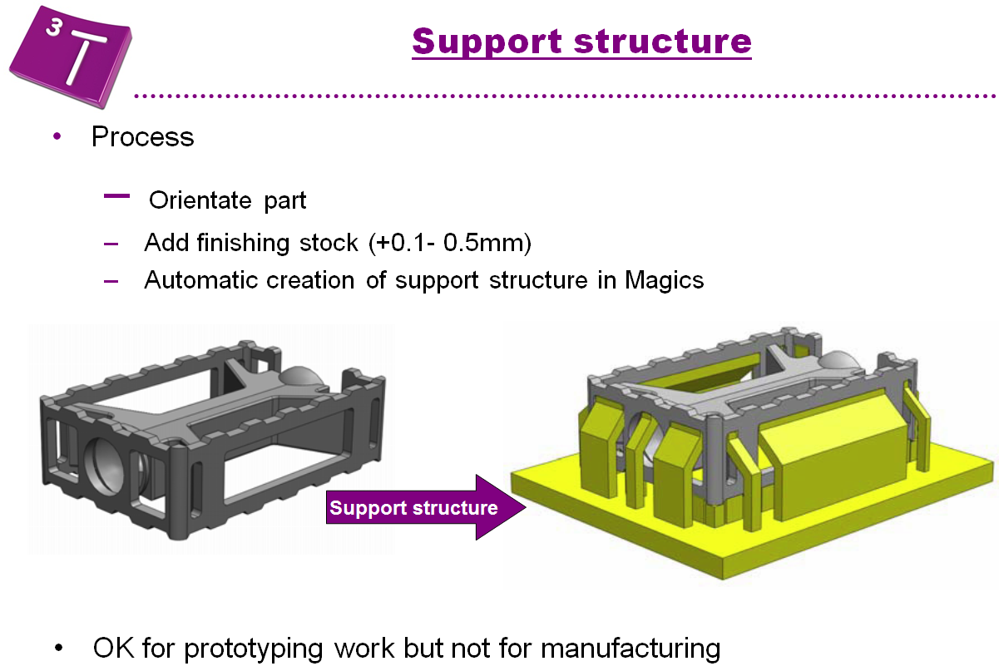 3T
Support structure
• Process
– Orientate part
– Add finishing stock (+0.1- 0.5mm)
– Automatic creation of support structure in Magics
Support structure
• OK for prototyping work but not for manufacturing